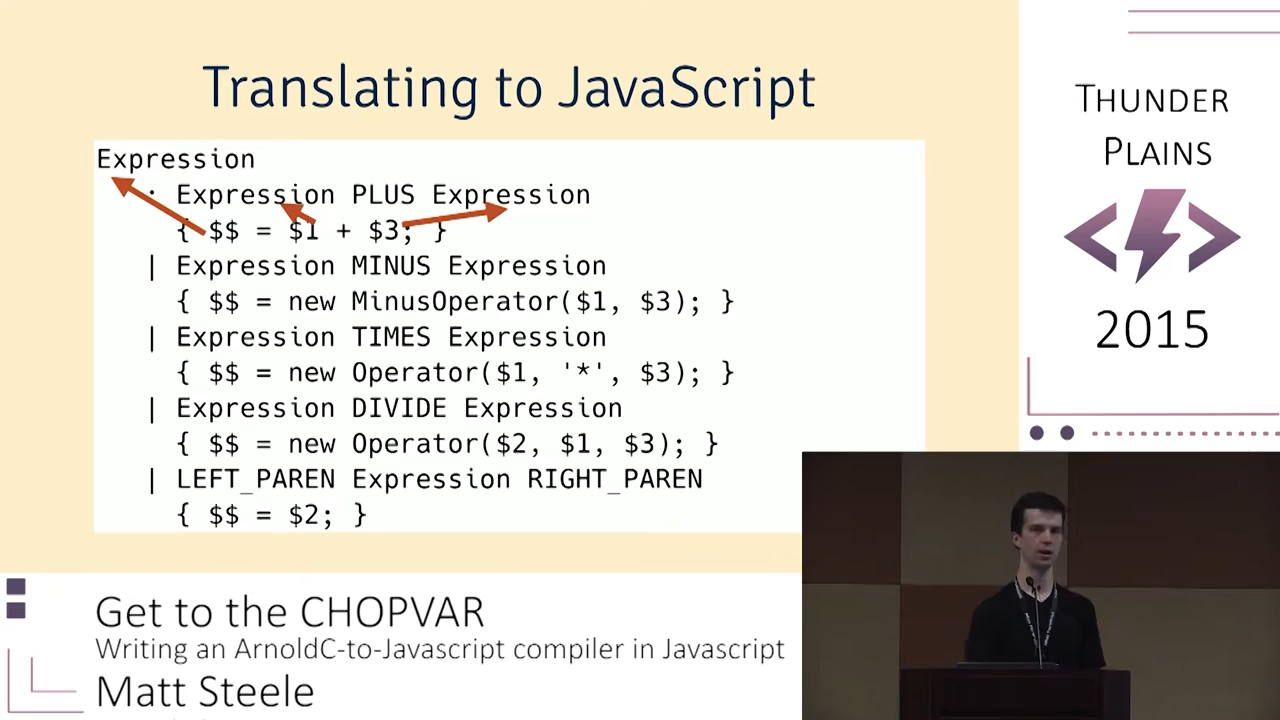 Translating to JavaScript
Expression
: Expression PLUS Expression
{ $$ = $1 + $3; }
| Expression MINUS Expression
{ $$ = new MinusOperator($1, $3); }
| Expression TIMES Expression
{ $$ = new Operator($1, '*', $3); }
| Expression DIVIDE Expression
{ $$ = new Operator($2, $1, $3); }
| LEFT_PAREN Expression RIGHT_PAREN
{ $$ = $2; }
THUNDER
PLAINS
2015
Get to the CHOPVAR
Writing an ArnoldC-to-Javascript compiler in Javascript
Matt Steele